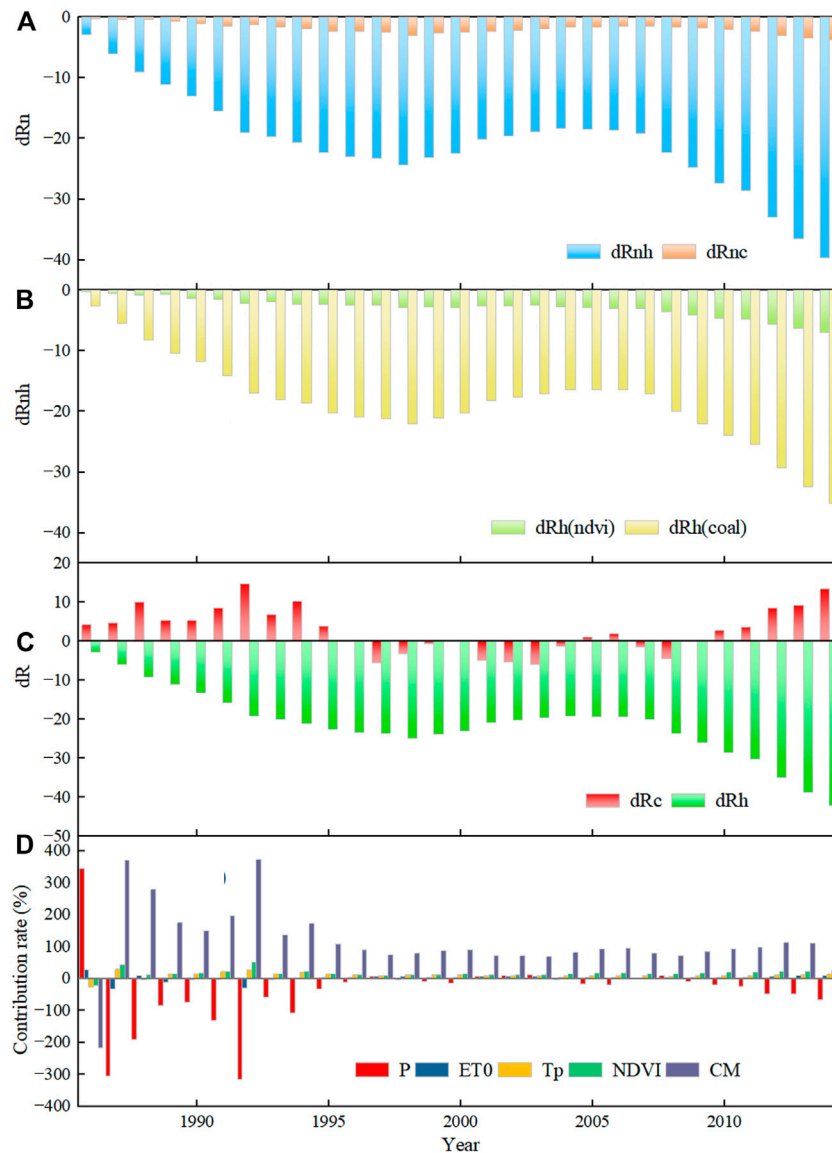 A
0
−10
−20
−30
−40
dRn
dRnh
dRnc
B
0
−10
−20
−30
−40
dRnh
dRh(ndvi)
dRh(coal)
20
10
C
0
−10
−20
−30
−40
−50
dR
dRc
dRh
D
400
300
200
100
0
−100
−200
−300
−400
Contribution rate (%)
)
P
ET0
Tp
NDVI
CM
1990
1995
2000
2005
2010
Year